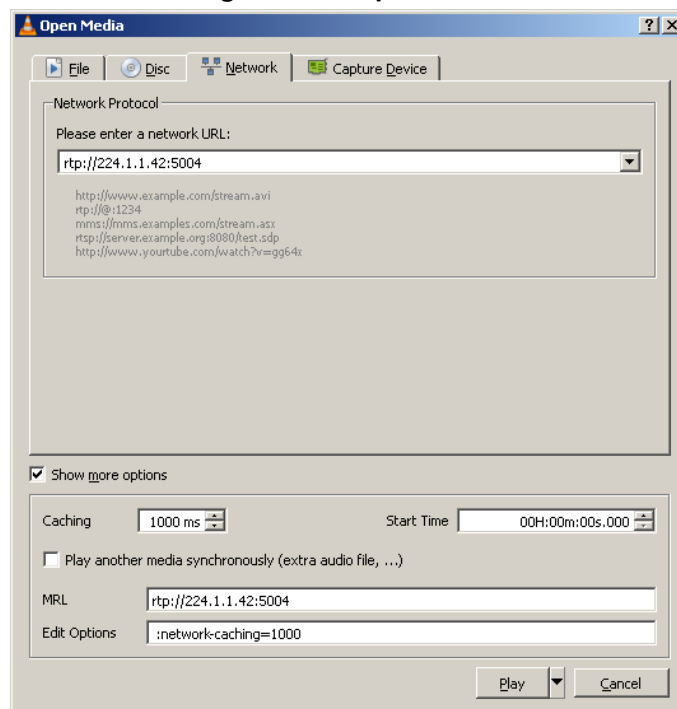 Open Media
File Disc Network Capture Device
Network Protocol
Please enter a network URL:
rtp://224.1.1.42:5004
http://www.example.com/stream.avi
rtp://@:1234
mms://mms.examples.com/stream.asx
rtsp://server.example.org:8080/test.sdp
http://www.yourtube.com/watch?v=gg64x
Show more options
Caching 1000 ms Start Time 00H:00m:00s.000
Play another media synchronously (extra audio file, ...)
MRL rtp://224.1.1.42:5004
Edit Options :network-caching=1000
Play Cancel